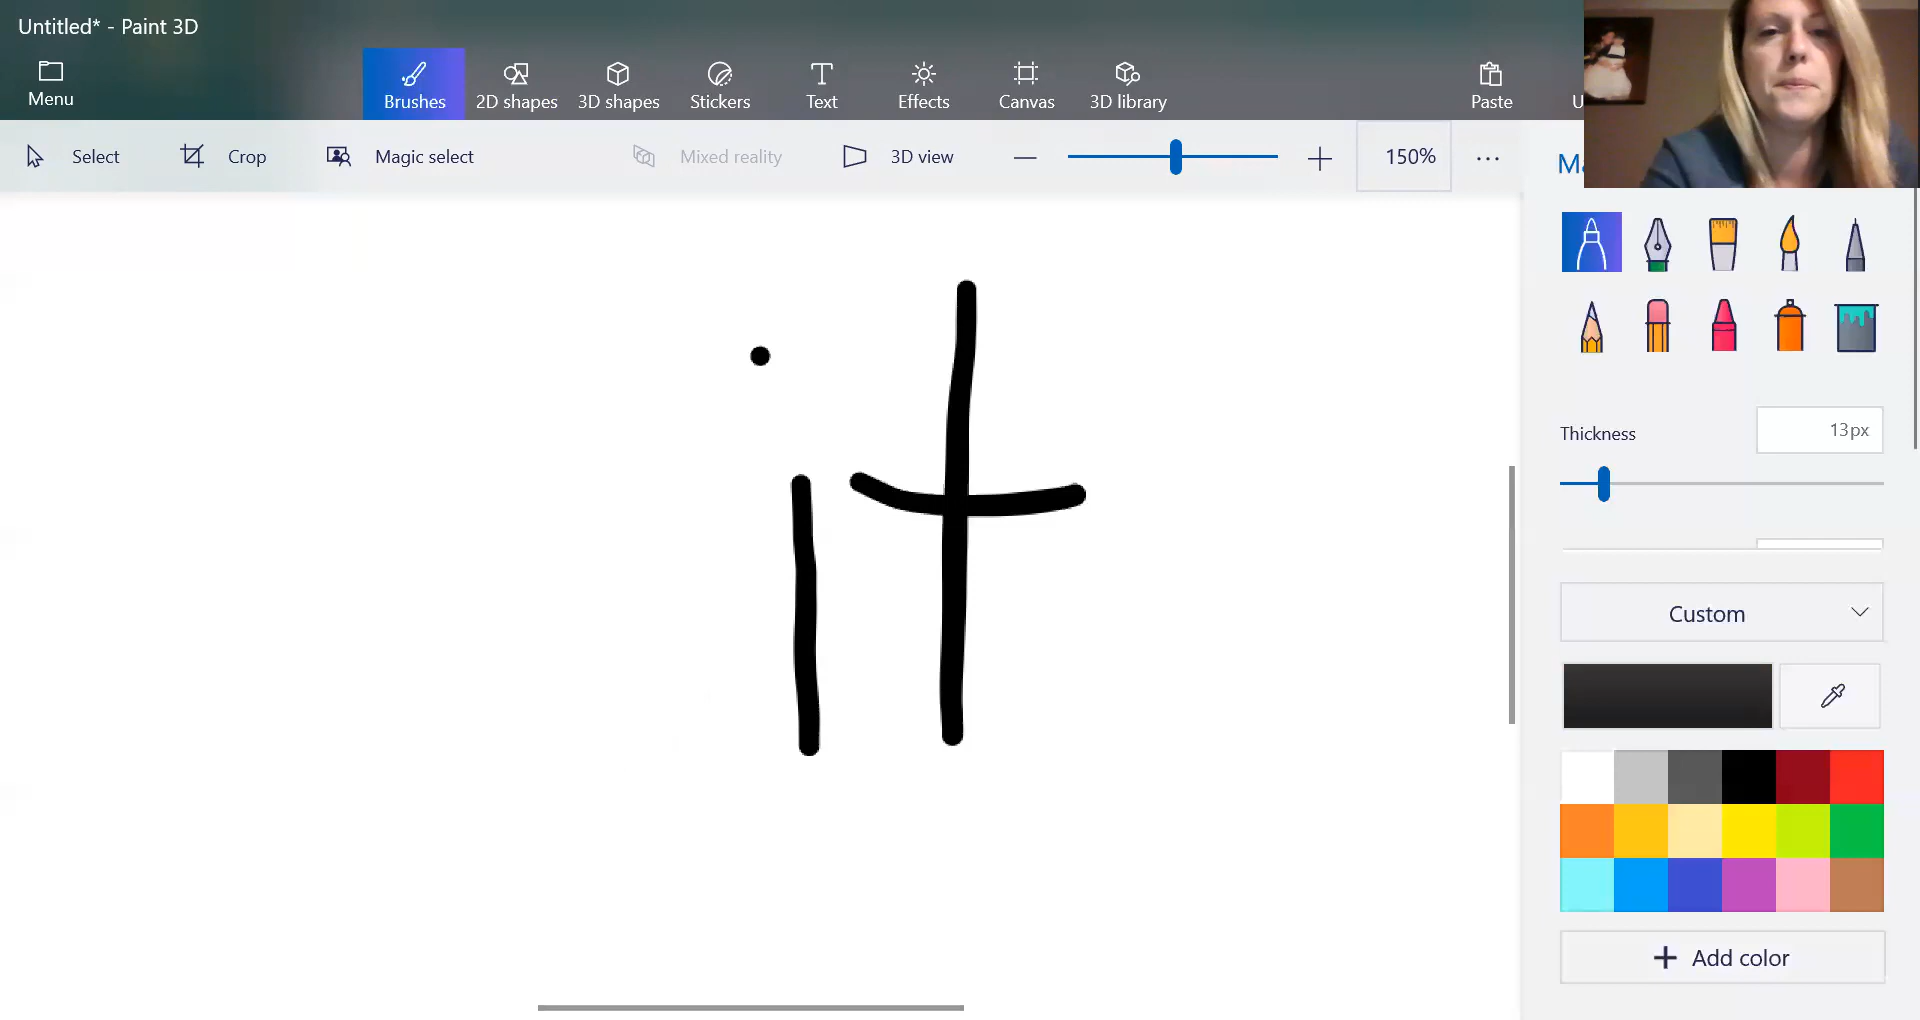 Untitled* - Paint 3D
Menu
Brushes
2D shapes
3D shapes
Stickers
Text
Effects
Canvas
3D library
Paste
Select
Crop
Magic select
Mixed reality
3D view
150%
it
Thickness
13px
Custom
Add color